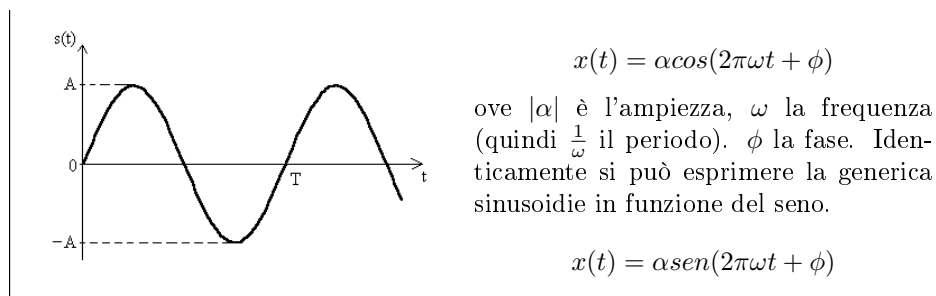 s(t)
A
0
T
t
−A
x(t) = αcos(2πωt + ϕ)
ove |α| è l'ampiezza, ω la frequenza
(quindi 1/ω il periodo). ϕ la fase. Iden-
ticamente si può esprimere la generica
sinusoidie in funzione del seno.
x(t) = αsen(2πωt + ϕ)